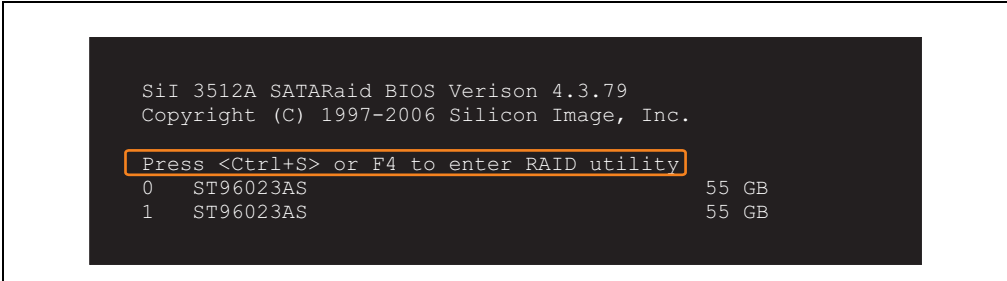 SiI 3512A SATARaid BIOS Verison 4.3.79
Copyright (C) 1997-2006 Silicon Image, Inc.
Press <Ctrl+S> or F4 to enter RAID utility
0 ST96023AS 55 GB
1 ST96023AS 55 GB